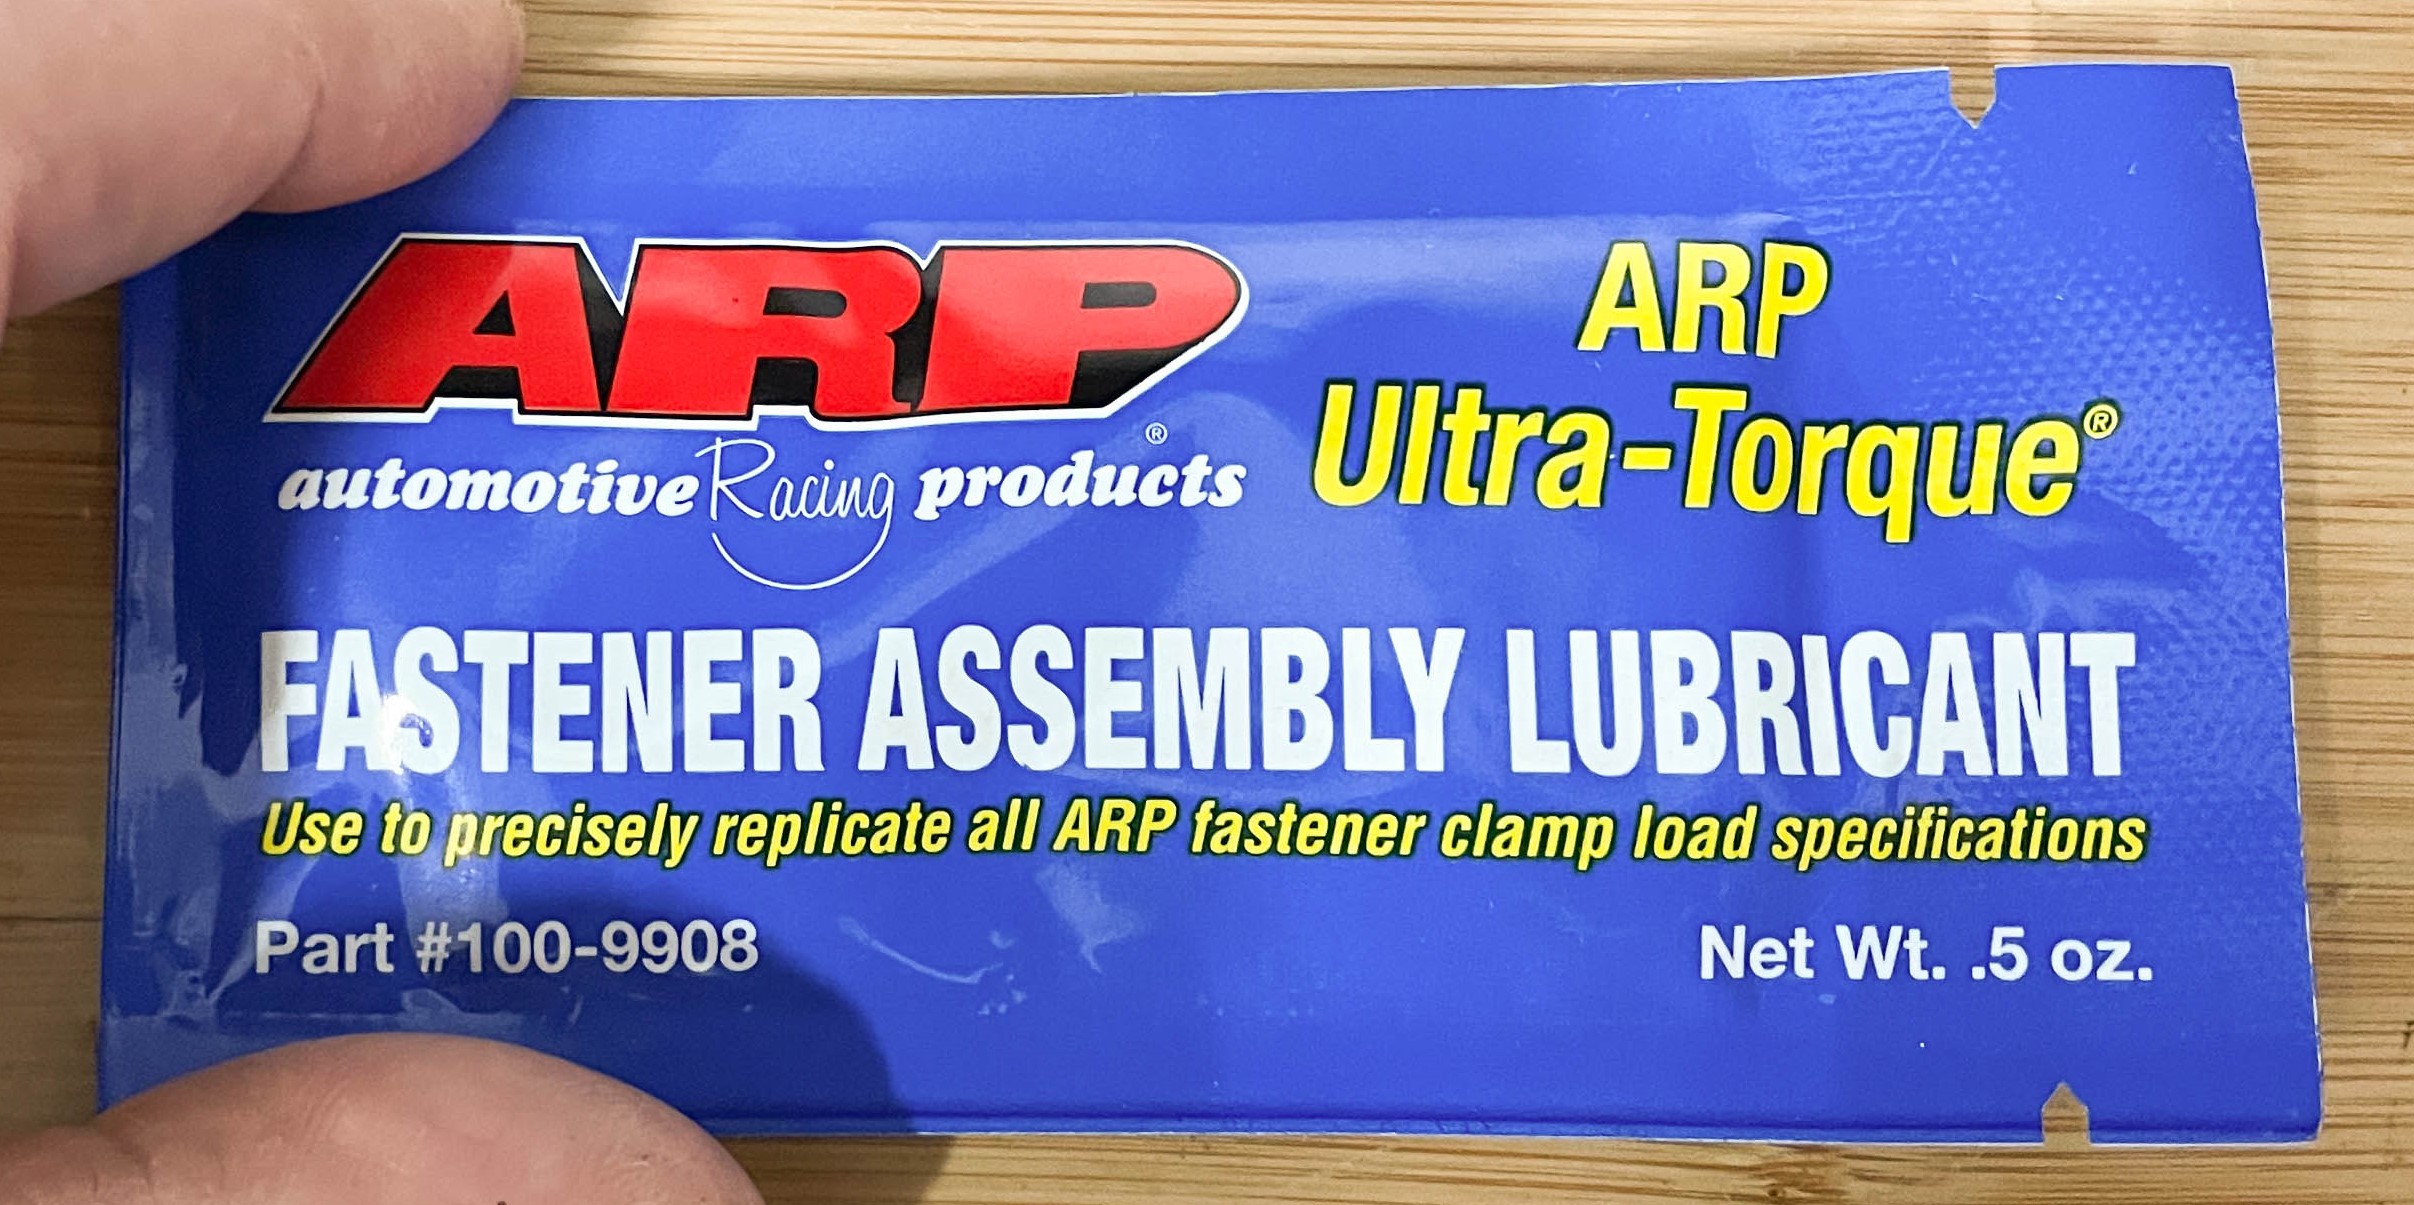 ARP
®
automotive Racing products
ARP
Ultra-Torque®
FASTENER ASSEMBLY LUBRICANT
Use to precisely replicate all ARP fastener clamp load specifications
Part #100-9908
Net Wt. .5 oz.